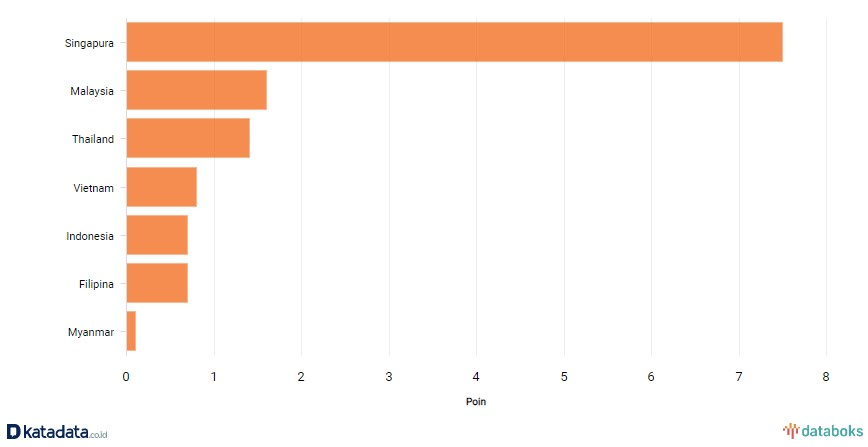 Singapura
Malaysia
Thailand
Vietnam
Indonesia
Filipina
Myanmar
0 1 2 3 4 5 6 7 8
Poin
katadata.co.id databoks